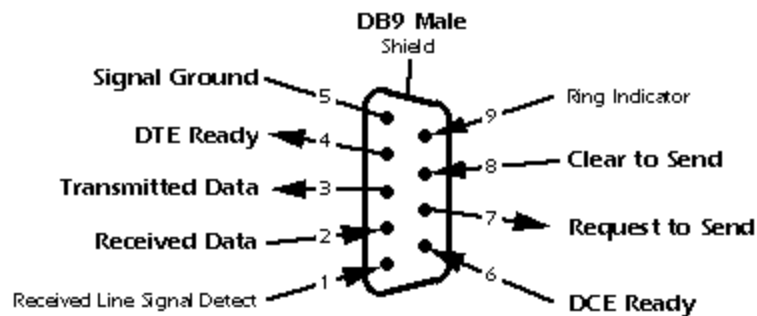 DB9 Male
Shield
Signal Ground
5
DTE Ready
4
Transmitted Data
3
Received Data
2
Received Line Signal Detect
1
9
Ring Indicator
8
Clear to Send
7
Request to Send
6
DCE Ready